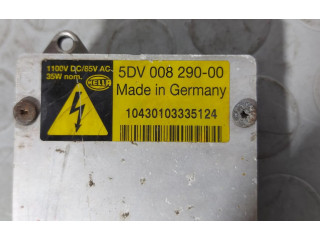 1100V DC/85V AC.
35W nom.
HELLA
5DV 008 290-00
Made in Germany
10430103335124